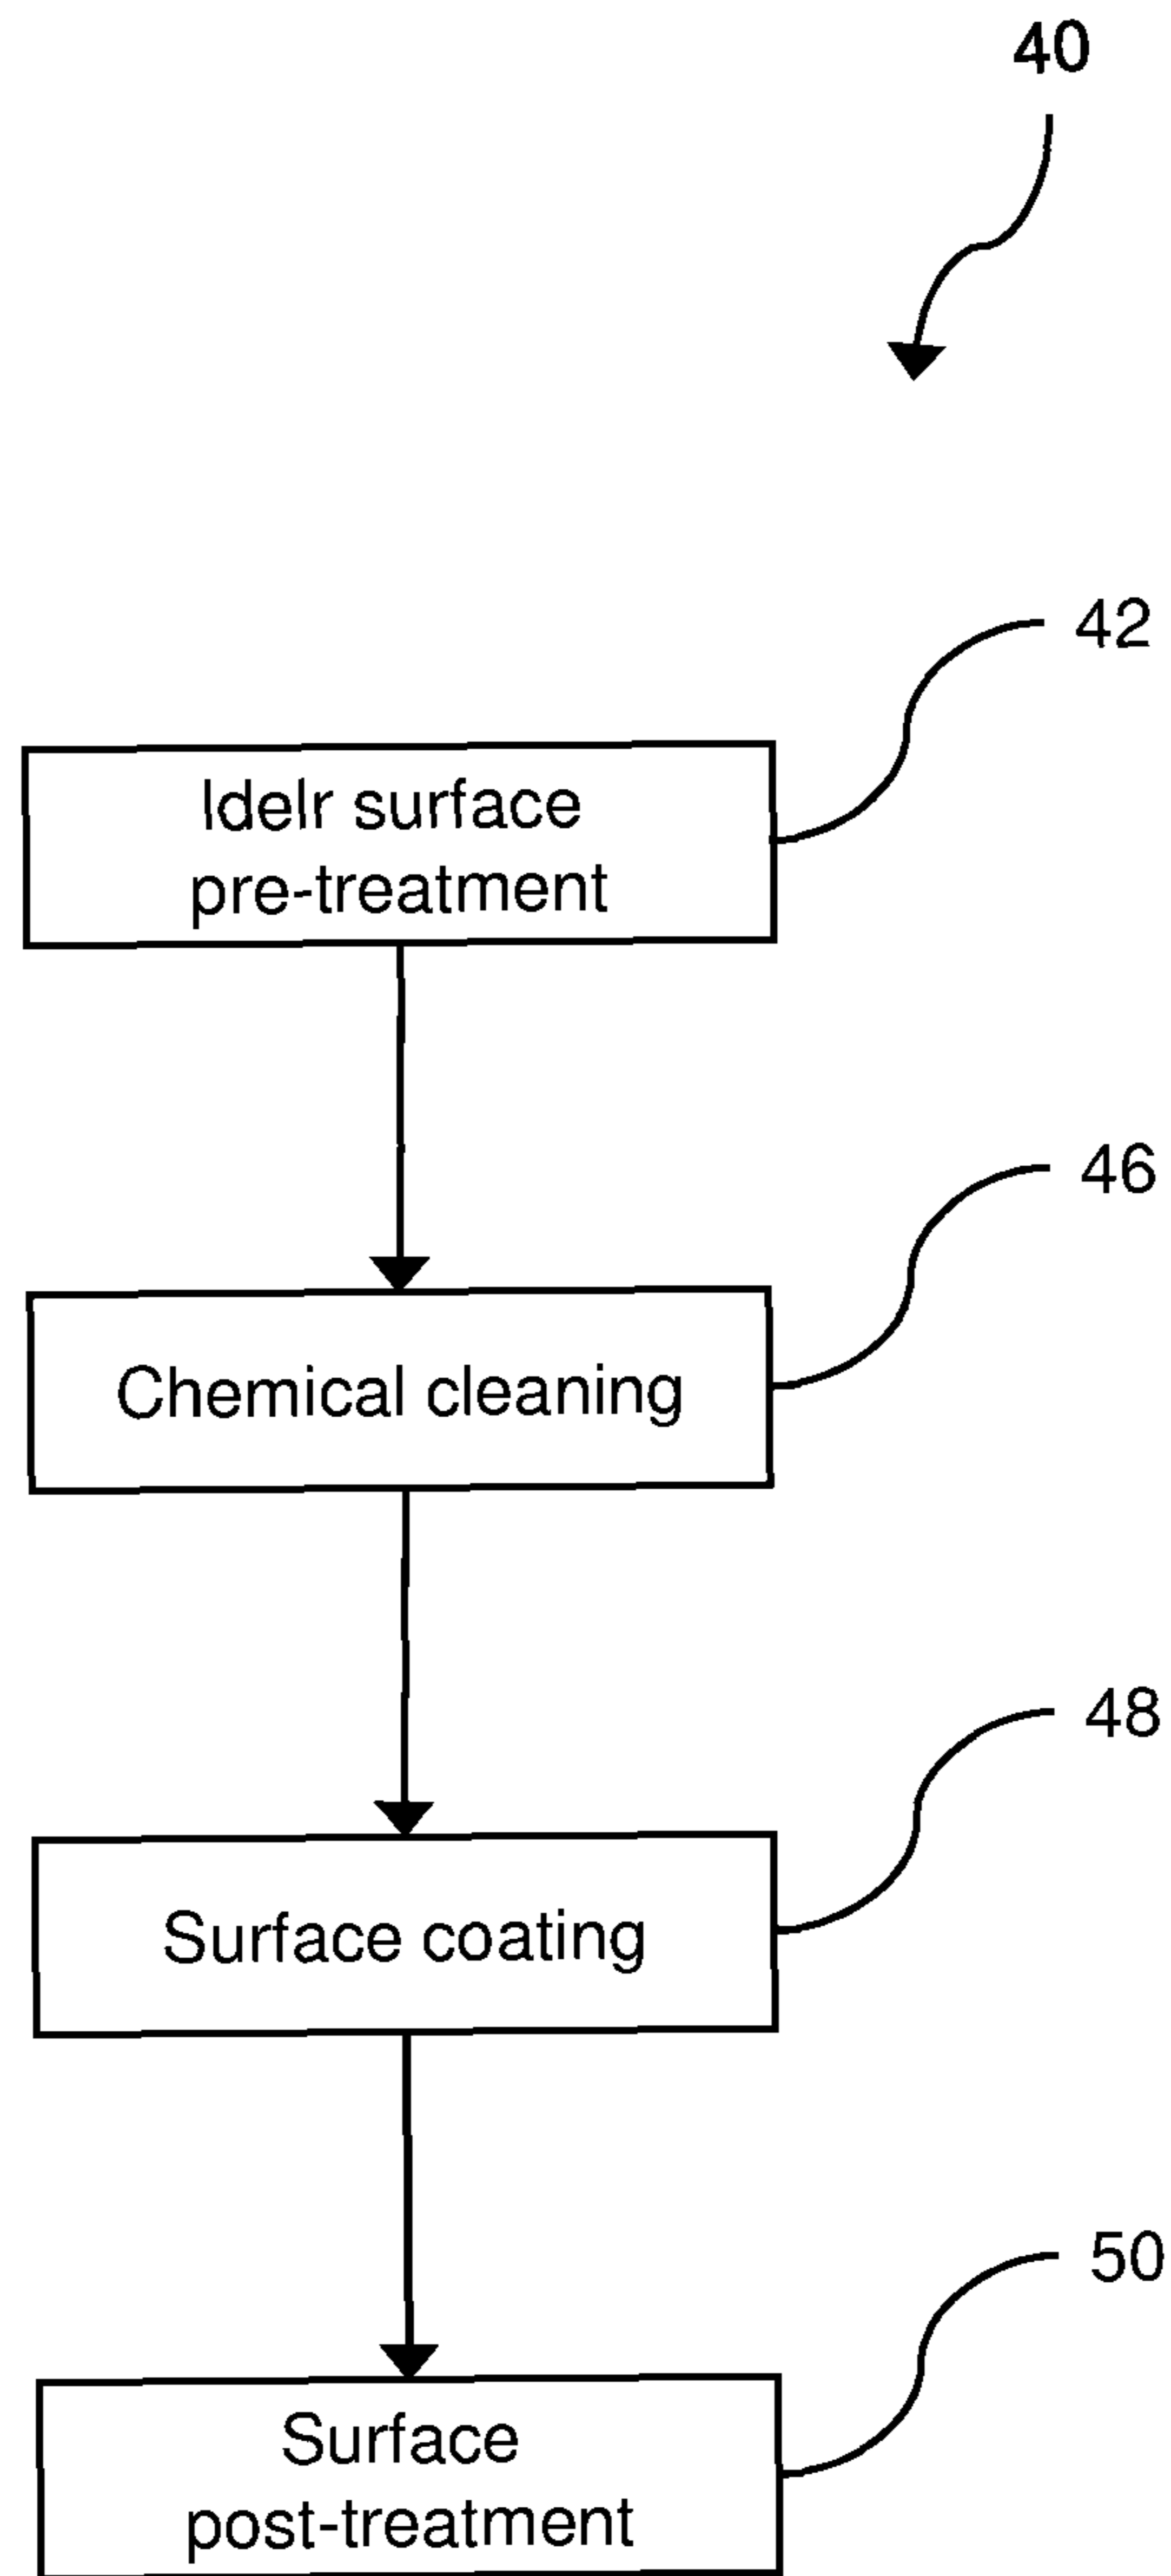 40
42
Idelr surface
pre-treatment
46
Chemical cleaning
48
Surface coating
50
Surface
post-treatment